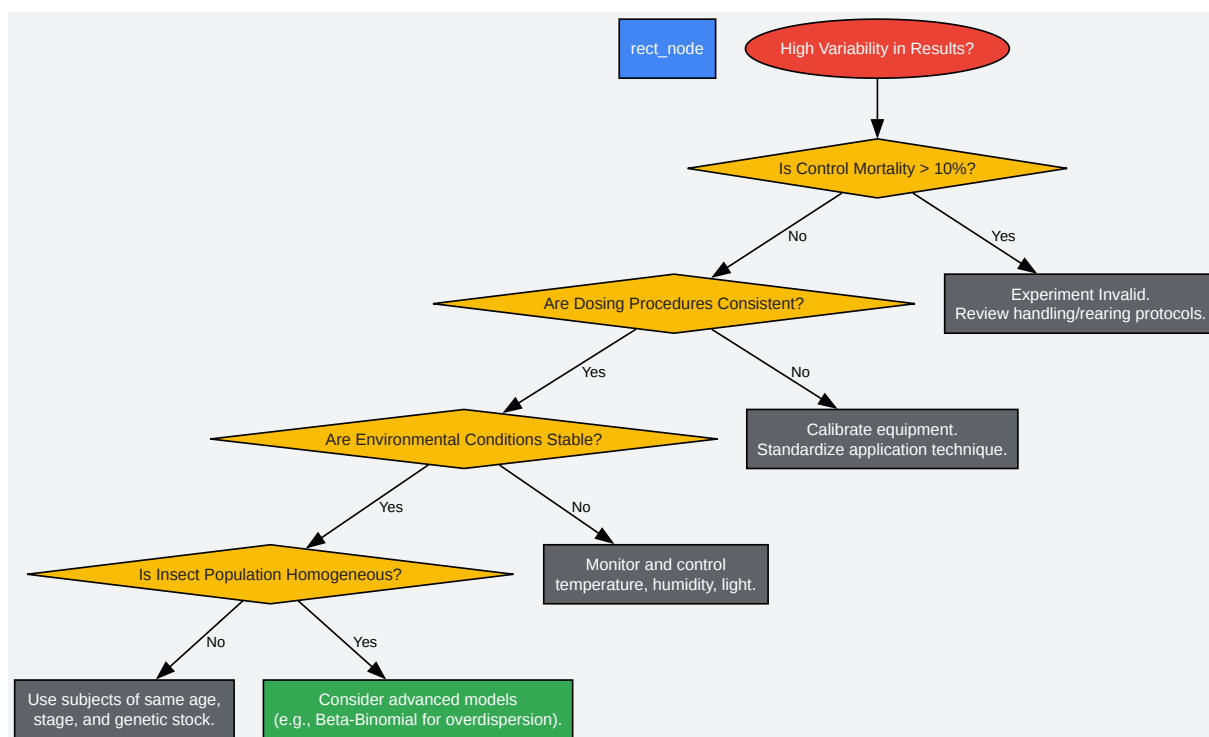 rect_node
High Variability in Results?
Is Control Mortality > 10%?
No
Yes
Are Dosing Procedures Consistent?
Experiment Invalid.
Review handling/rearing protocols.
Yes
No
Are Environmental Conditions Stable?
Calibrate equipment.
Standardize application technique.
Yes
No
Is Insect Population Homogeneous?
Monitor and control
temperature, humidity, light.
No
Yes
Use subjects of same age,
stage, and genetic stock.
Consider advanced models
(e.g., Beta-Binomial for overdispersion).